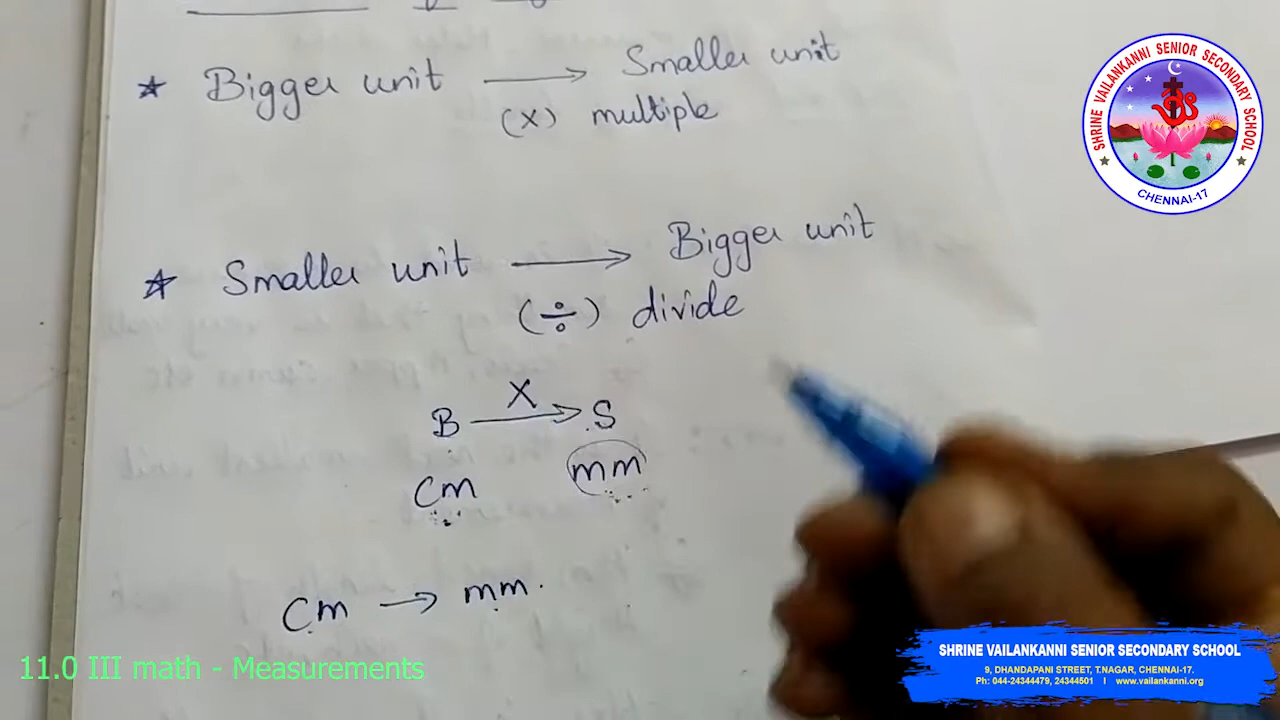 ★ Bigger unit → Smaller unit
(x) multiple
★ Smaller unit → Bigger unit
(÷) divide
X
B → S
Cm mm
Cm → mm.
SHRINE VAILANKANNI SENIOR SECONDARY SCHOOL
CHENNAI-17
11.0 III math - Measurements
SHRINE VAILANKANNI SENIOR SECONDARY SCHOOL
9, DHANDAPANI STREET, T.NAGAR, CHENNAI-17.
Ph: 044-24344479, 24344501 I www.vailankanni.org